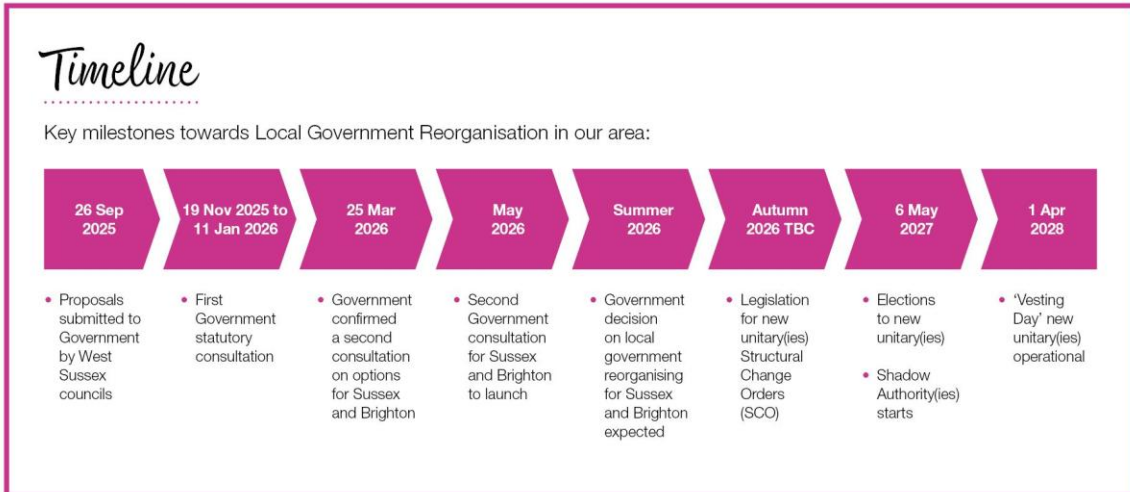 Timeline
Key milestones towards Local Government Reorganisation in our area:
26 Sep
2025
19 Nov 2025 to
11 Jan 2026
25 Mar
2026
May
2026
Summer
2026
Autumn
2026 TBC
6 May
2027
1 Apr
2028
• Proposals
submitted to
Government
by West
Sussex
councils
• First
Government
statutory
consultation
• Government
confirmed
a second
consultation
on options
for Sussex
and Brighton
• Second
Government
consultation
for Sussex
and Brighton
to launch
• Government
decision
on local
government
reorganising
for Sussex
and Brighton
expected
• Legislation
for new
unitary(ies)
Structural
Change
Orders
(SCO)
• Elections
to new
unitary(ies)
• Shadow
Authority(ies)
starts
• ‘Vesting
Day’ new
unitary(ies)
operational